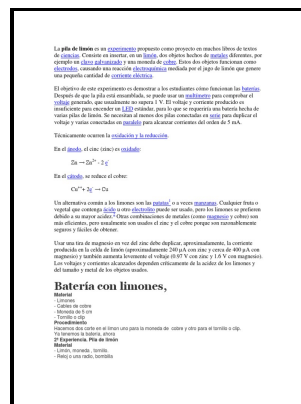 La pila de limón es un experimento propuesto como proyecto en muchos libros de textos
de ciencias. Consiste en insertar, en un limón, dos objetos hechos de metales diferentes, por
ejemplo un clavo galvanizado y una moneda de cobre. Estos dos objetos funcionan como
electrodos, causando una reacción electroquímica mediada por el jugo de limón que genere
una pequeña cantidad de corriente eléctrica.
El objetivo de este experimento es demostrar a los estudiantes cómo funcionan las baterías.
Después de que la pila está ensamblada, se puede usar un multímetro para comprobar el
voltaje generado, que usualmente no supera 1 V. El voltaje y corriente producido es
insuficiente para encender un LED estándar, para lo que se requeriría una batería hecha de
varias pilas de limón. Se necesitan al menos dos pilas conectadas en serie para duplicar el
voltaje y varias conectadas en paralelo para alcanzar corrientes del orden de 5 mA.
Técnicamente ocurren la oxidación y la reducción.
En el ánodo, el cinc (zinc) es oxidado:
Zn → Zn²⁺ - 2 e⁻
En el cátodo, se reduce el cobre:
Cu⁺⁺+ 2e⁻ → Cu
Un alternativa común a los limones son las patatas¹ o a veces manzanas. Cualquier fruta o
vegetal que contenga ácido u otro electrolito puede ser usado, pero los limones se prefieren
debido a su mayor acidez.² Otras combinaciones de metales (como magnesio y cobre) son
más eficientes, pero usualmente son usados el zinc y el cobre porque son razonablemente
seguros y fáciles de obtener.
Usar una tira de magnesio en vez del zinc debe duplicar, aproximadamente, la corriente
producida en la celda de limón (aproximadamente 240 μA con zinc y cerca de 400 μA con
magnesio) y también aumenta levemente el voltaje (0.97 V con zinc y 1.6 V con magnesio).
Los voltajes y corrientes alcanzados dependen críticamente de la acidez de los limones y
del tamaño y metal de los objetos usados.
Batería con limones,
Material
- Limones
- Cables de cobre
- Moneda de 5 cm
- Tornillo o clip.
Procedimiento
Hacemos dos corte en el limon uno para la moneda de cobre y otro para el tornillo o clip.
Ya tenemos la batería, ahora
2ª Experiencia. Pila de limón
Material
- Limón, moneda , tornillo.
- Reloj o una radio, bombilla